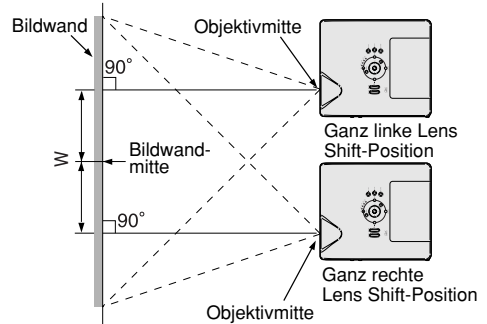 Bildwand
Objektivmitte
90°
Ganz linke Lens
Shift-Position
W
Bildwand-
mitte
90°
Ganz rechte
Lens Shift-Position
Objektivmitte